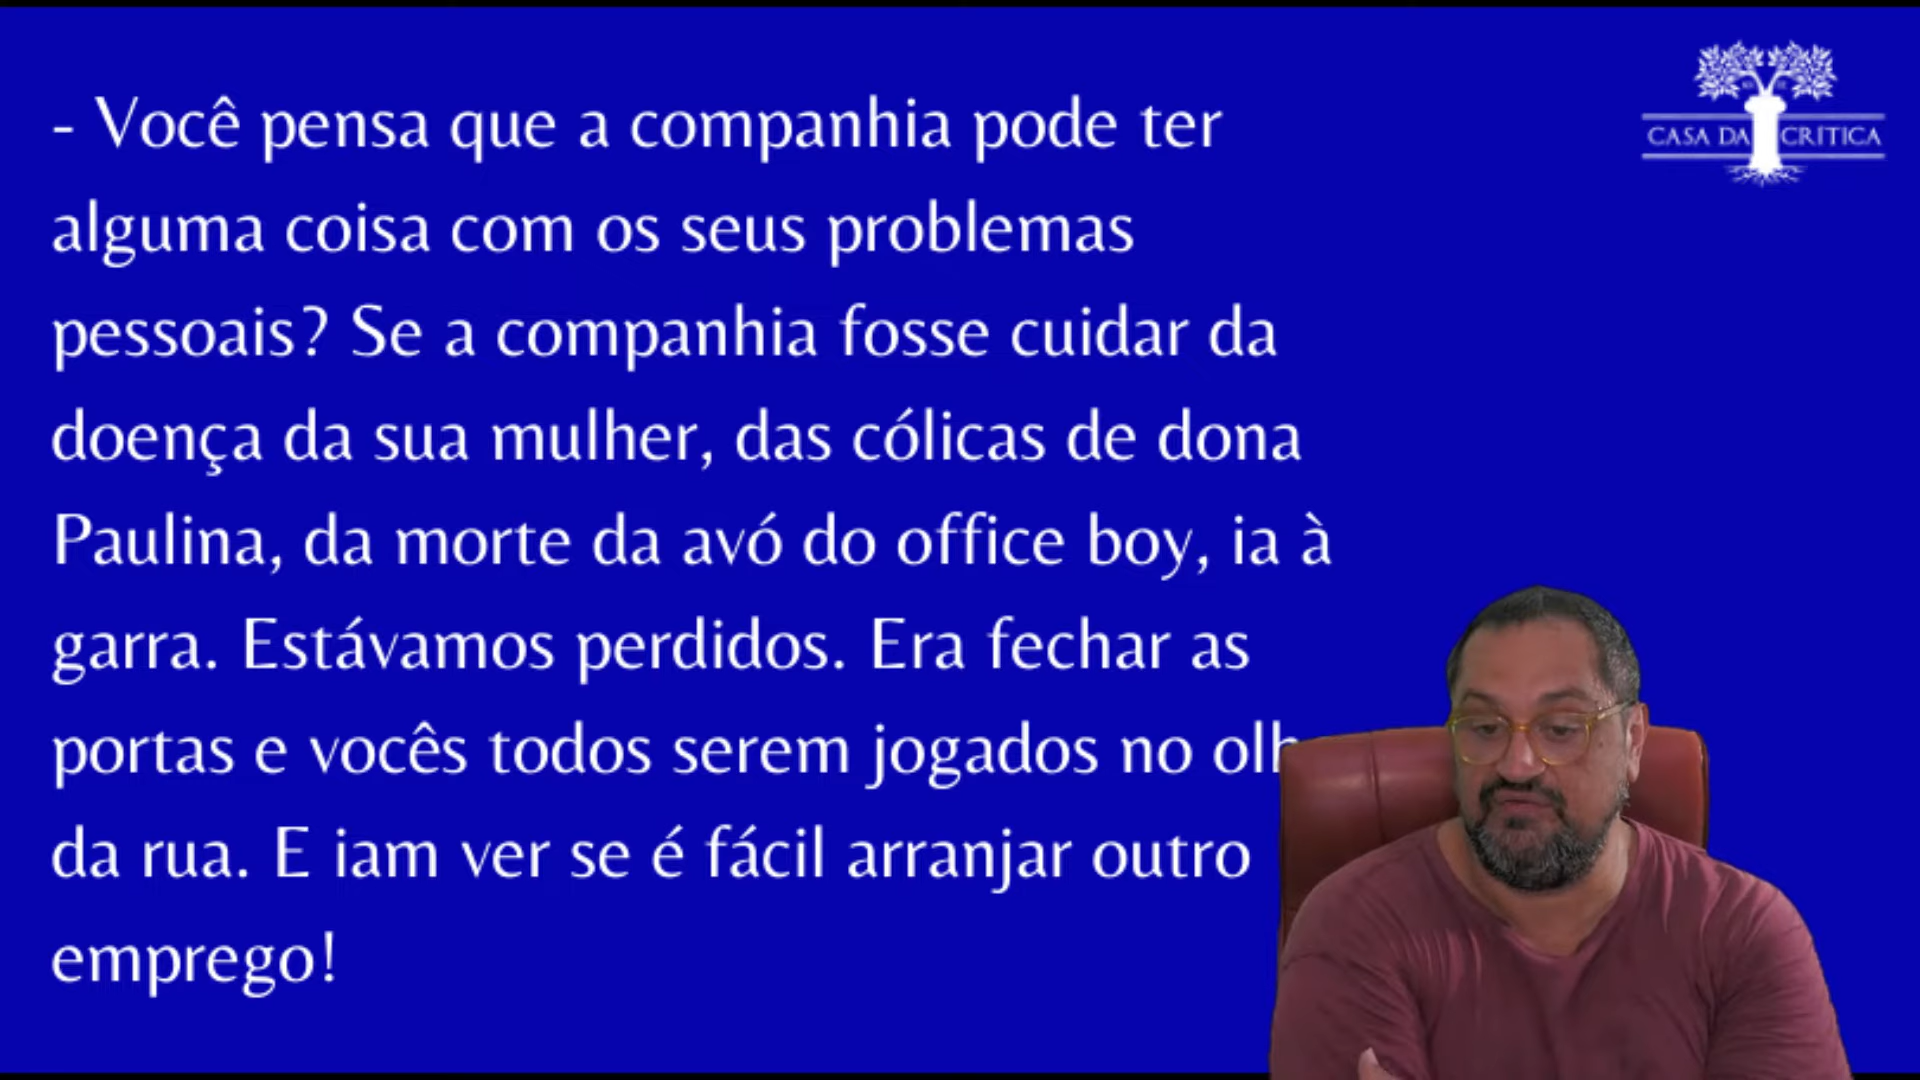 - Você pensa que a companhia pode ter
alguma coisa com os seus problemas
pessoais? Se a companhia fosse cuidar da
doença da sua mulher, das cólicas de dona
Paulina, da morte da avó do office boy, ia à
garra. Estávamos perdidos. Era fechar as
portas e vocês todos serem jogados no
da rua. E iam ver se é fácil arranjar outro
emprego!
CASA DA CRÍTICA